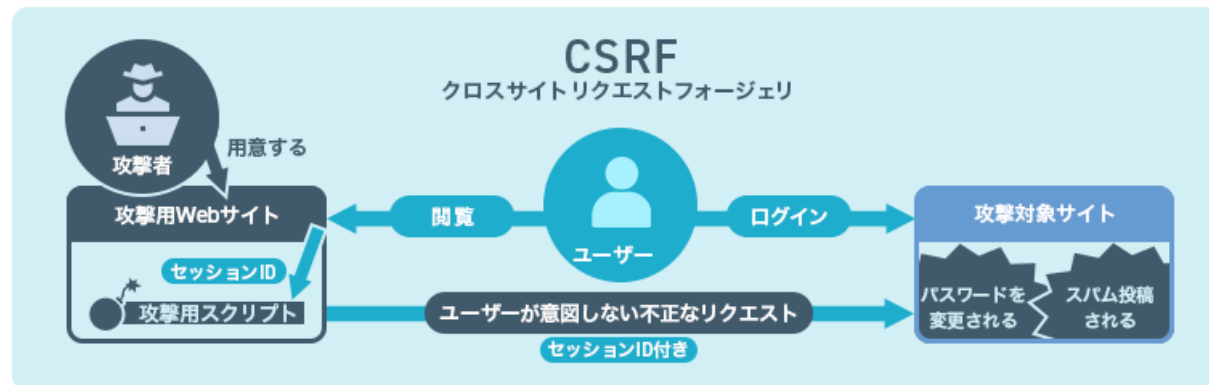 CSRF
クロスサイトリクエストフォージェリ
攻撃者
用意する
攻撃用Webサイト
閲覧
ユーザー
ログイン
攻撃対象サイト
セッションID
攻撃用スクリプト
ユーザーが意図しない不正なリクエスト
セッションID付き
パスワードを
変更される
スパム投稿
される